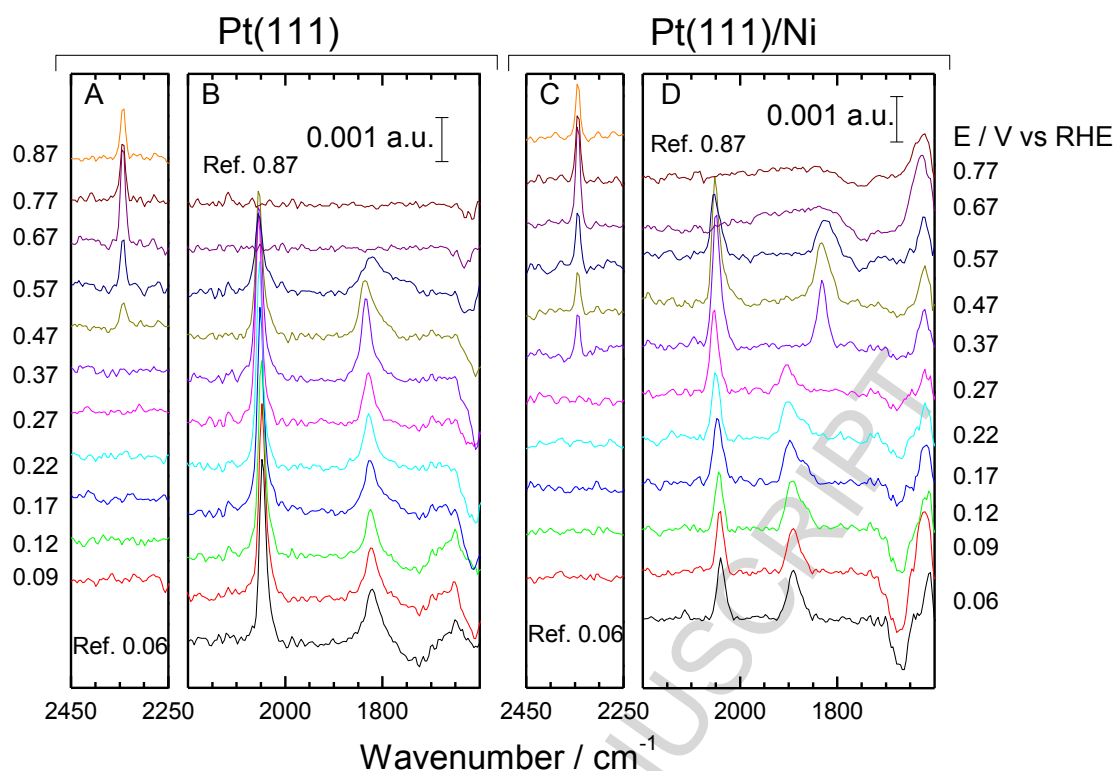 Pt(111)
Pt(111)/Ni
A
B
C
D
0.001 a.u.
0.001 a.u.
E / V vs RHE
Ref. 0.87
Ref. 0.87
0.87
0.77
0.67
0.57
0.47
0.37
0.27
0.22
0.17
0.12
0.09
0.77
0.67
0.57
0.47
0.37
0.27
0.22
0.17
0.12
0.09
0.06
Ref. 0.06
Ref. 0.06
2450
2250
2000
1800
2450
2250
2000
1800
Wavenumber / cm-1
NUSCRIPT